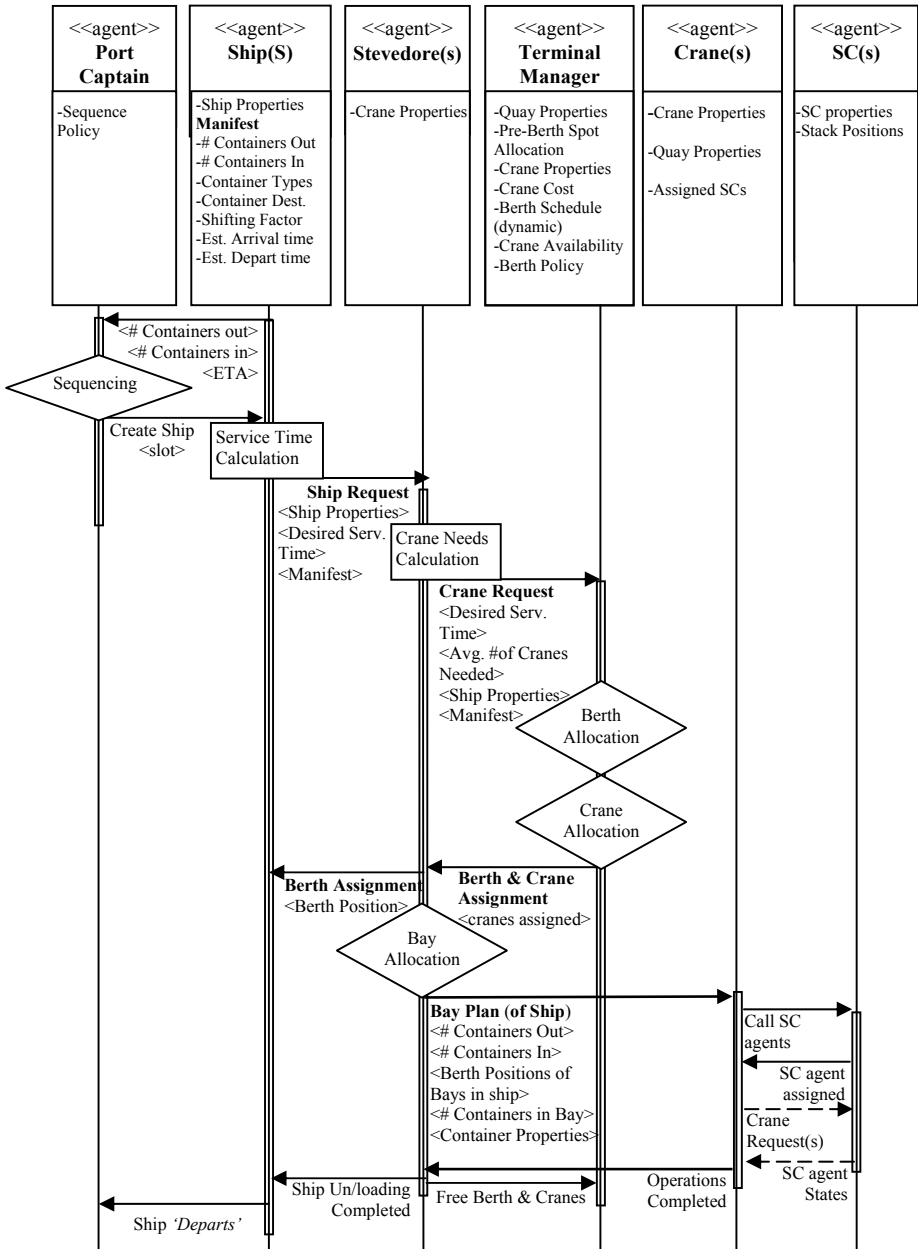 <<agent>>
Port
Captain
-Sequence
Policy
<<agent>>
Ship(S)
-Ship Properties
Manifest
-# Containers Out
-# Containers In
-Container Types
-Container Dest.
-Shifting Factor
-Est. Arrival time
-Est. Depart time
<<agent>>
Stevedore(s)
-Crane Properties
<<agent>>
Terminal
Manager
-Quay Properties
-Pre-Berth Spot
Allocation
-Crane Properties
-Crane Cost
-Berth Schedule
(dynamic)
-Crane Availability
-Berth Policy
<<agent>>
Crane(s)
-Crane Properties
-Quay Properties
-Assigned SCs
<<agent>>
SC(s)
-SC properties
-Stack Positions
<# Containers out>
<# Containers in>
<ETA>
Sequencing
Create Ship
<slot>
Service Time
Calculation
Ship Request
<Ship Properties>
<Desired Serv.
Time>
<Manifest>
Crane Needs
Calculation
Crane Request
<Desired Serv.
Time>
<Avg. #of Cranes
Needed>
<Ship Properties>
<Manifest>
Berth
Allocation
Crane
Allocation
Berth Assignment
<Berth Position>
Berth & Crane
Assignment
<cranes assigned>
Bay
Allocation
Bay Plan (of Ship)
<# Containers Out>
<# Containers In>
<Berth Positions of
Bays in ship>
<# Containers in Bay>
<Container Properties>
Call SC
agents
SC agent
assigned
Crane
Request(s)
SC agent
States
Operations
Completed
Ship Un/loading
Completed
Free Berth & Cranes
Ship ‘Departs’